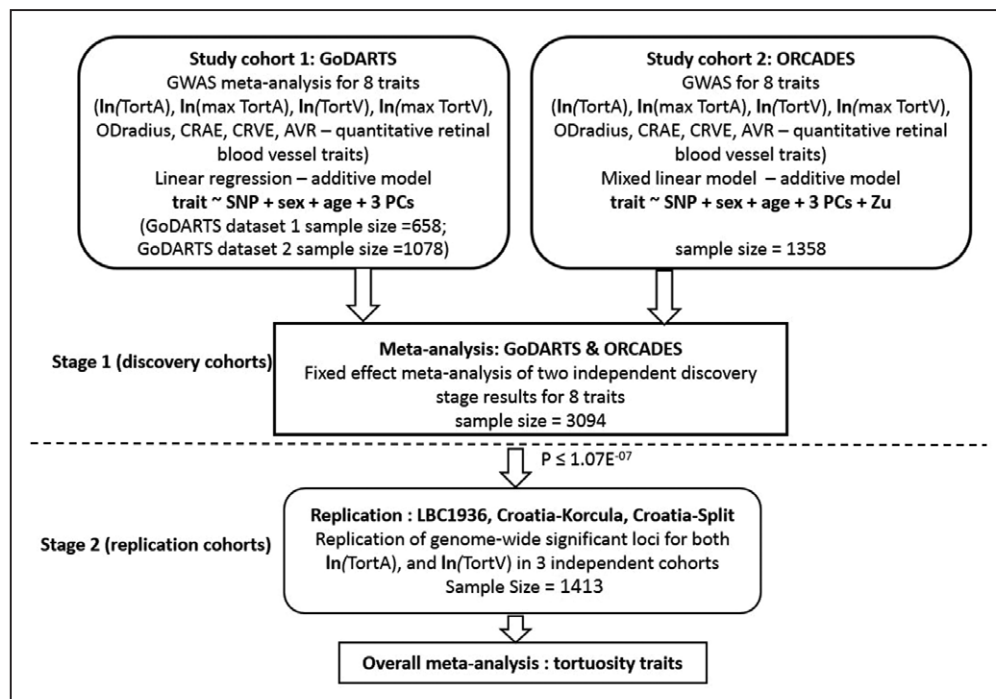 Study cohort 1: GoDARTS
GWAS meta-analysis for 8 traits
(ln(TortA), ln(max TortA), ln(TortV), ln(max TortV),
ODradius, CRAE, CRVE, AVR – quantitative retinal
blood vessel traits)
Linear regression – additive model
trait ~ SNP + sex + age + 3 PCs
(GoDARTS dataset 1 sample size =658;
GoDARTS dataset 2 sample size =1078)
Study cohort 2: ORCADES
GWAS for 8 traits
(ln(TortA), ln(max TortA), ln(TortV), ln(max TortV),
ODradius, CRAE, CRVE, AVR – quantitative retinal
blood vessel traits)
Mixed linear model – additive model
trait ~ SNP + sex + age + 3 PCs + Zu
sample size = 1358
Stage 1 (discovery cohorts)
Meta-analysis: GoDARTS & ORCADES
Fixed effect meta-analysis of two independent discovery
stage results for 8 traits
sample size = 3094
P ≤ 1.07E-07
Stage 2 (replication cohorts)
Replication : LBC1936, Croatia-Korcula, Croatia-Split
Replication of genome-wide significant loci for both
ln(TortA), and ln(TortV) in 3 independent cohorts
Sample Size = 1413
Overall meta-analysis : tortuosity traits